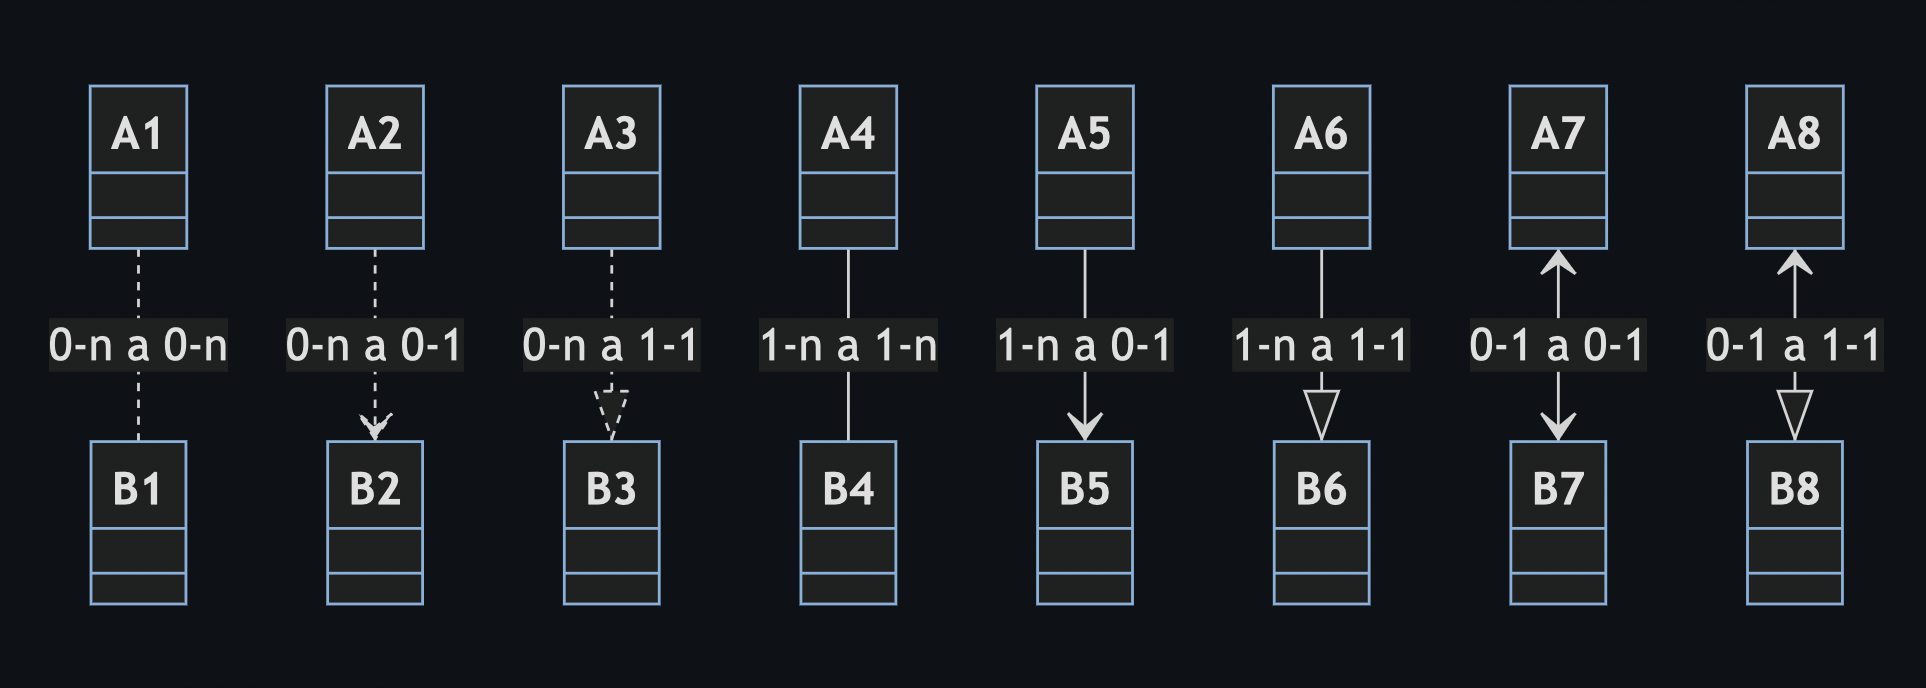 A1 A2 A3 A4 A5 A6 A7 A8
0-n a 0-n 0-n a 0-1 0-n a 1-1 1-n a 1-n 1-n a 0-1 1-n a 1-1 0-1 a 0-1 0-1 a 1-1
B1 B2 B3 B4 B5 B6 B7 B8